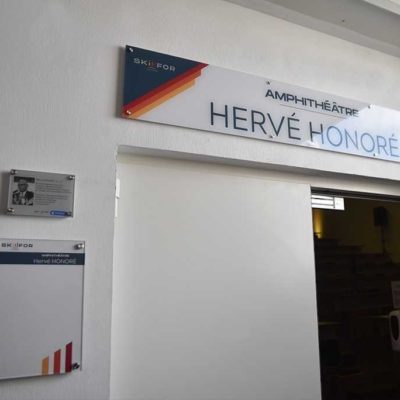 SKILLFOR
AMPHITHÉÂTRE
HERVÉ HONORÉ
SKILLFOR
AMPHITHÉÂTRE
Hervé HONORÉ